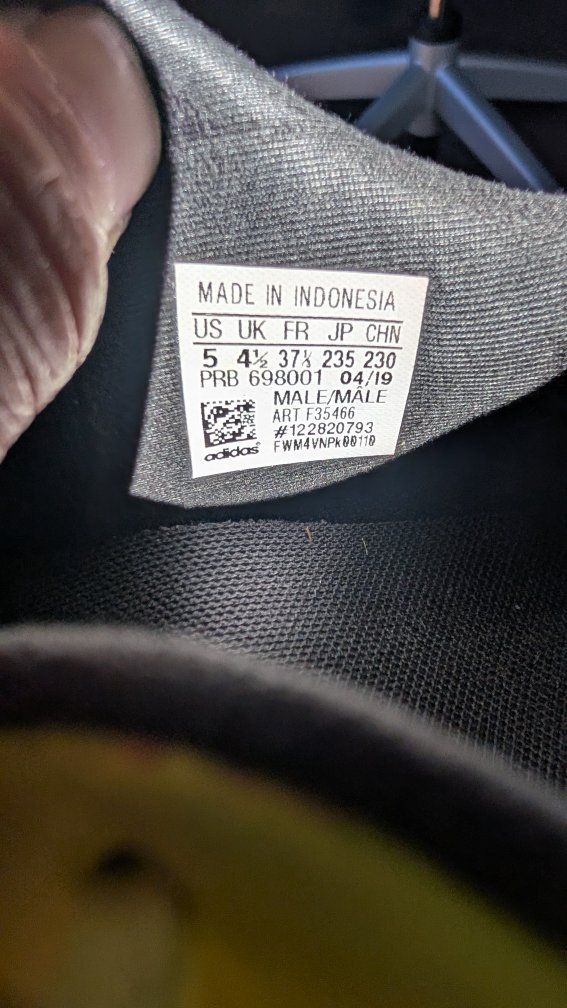 MADE IN INDONESIA
US UK FR JP CHN
5 4½ 37⅓ 235 230
PRB 698001 04/19
MALE/MÂLE
ART F35466
#122820793
FWM4VNPk00110
adidas